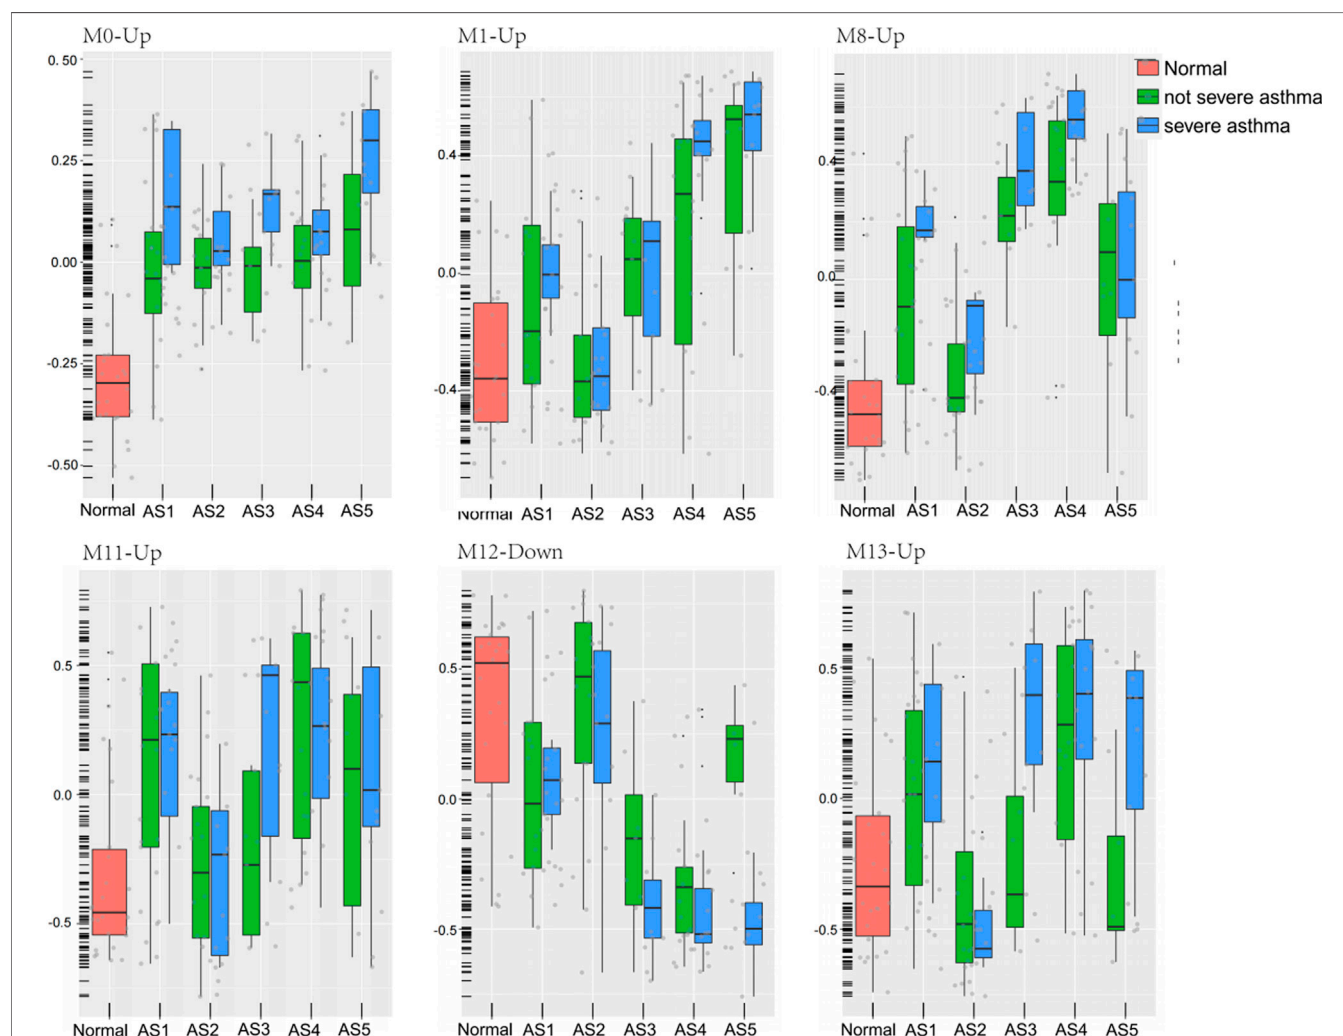 M0-Up
M1-Up
M8-Up
Normal
not severe asthma
severe asthma
0.50
0.25
0.00
-0.25
-0.50
0.4
0.0
-0.4
0.4
0.0
-0.4
Normal AS1 AS2 AS3 AS4 AS5
Normal AS1 AS2 AS3 AS4 AS5
Normal AS1 AS2 AS3 AS4 AS5
M11-Up
M12-Down
M13-Up
0.5
0.0
-0.5
0.5
0.0
-0.5
0.5
0.0
-0.5
Normal AS1 AS2 AS3 AS4 AS5
Normal AS1 AS2 AS3 AS4 AS5
Normal AS1 AS2 AS3 AS4 AS5